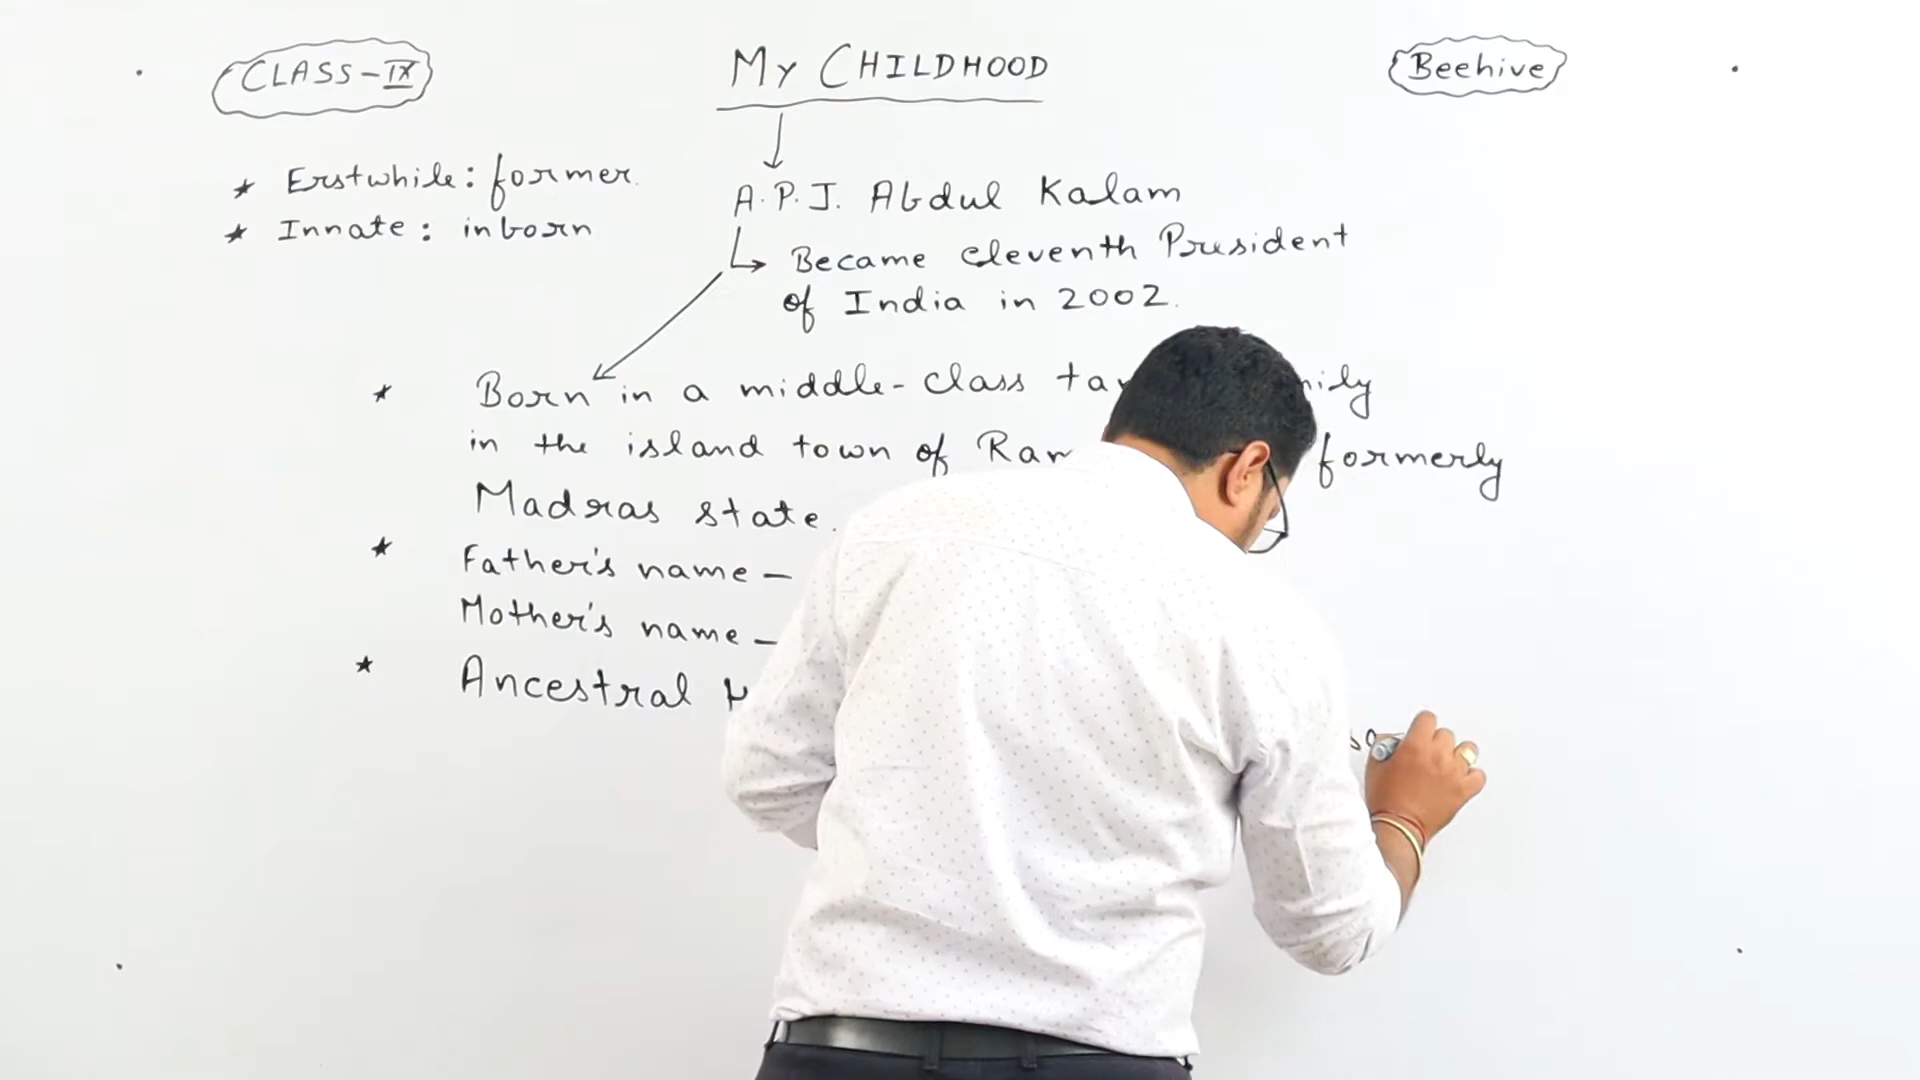 CLASS-IX
MY CHILDHOOD
Beehive
★ Erstwhile: former
★ Innate: inborn
A.P.J. Abdul Kalam
↳ Became eleventh President
of India in 2002.
★ Born in a middle-class
in the island town of formerly
Madras state.
★ Father's name –
Mother's name –
★ Ancestral